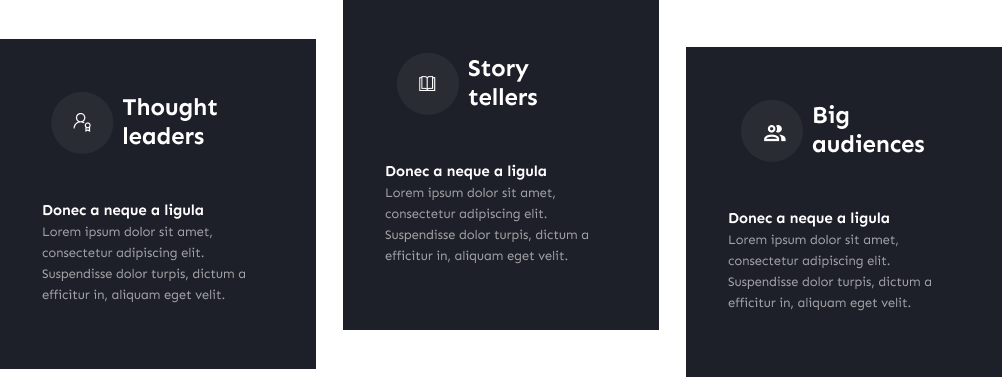 Thought
leaders
Donec a neque a ligula
Lorem ipsum dolor sit amet,
consectetur adipiscing elit.
Suspendisse dolor turpis, dictum a
efficitur in, aliquam eget velit.
Story
tellers
Donec a neque a ligula
Lorem ipsum dolor sit amet,
consectetur adipiscing elit.
Suspendisse dolor turpis, dictum a
efficitur in, aliquam eget velit.
Big
audiences
Donec a neque a ligula
Lorem ipsum dolor sit amet,
consectetur adipiscing elit.
Suspendisse dolor turpis, dictum a
efficitur in, aliquam eget velit.